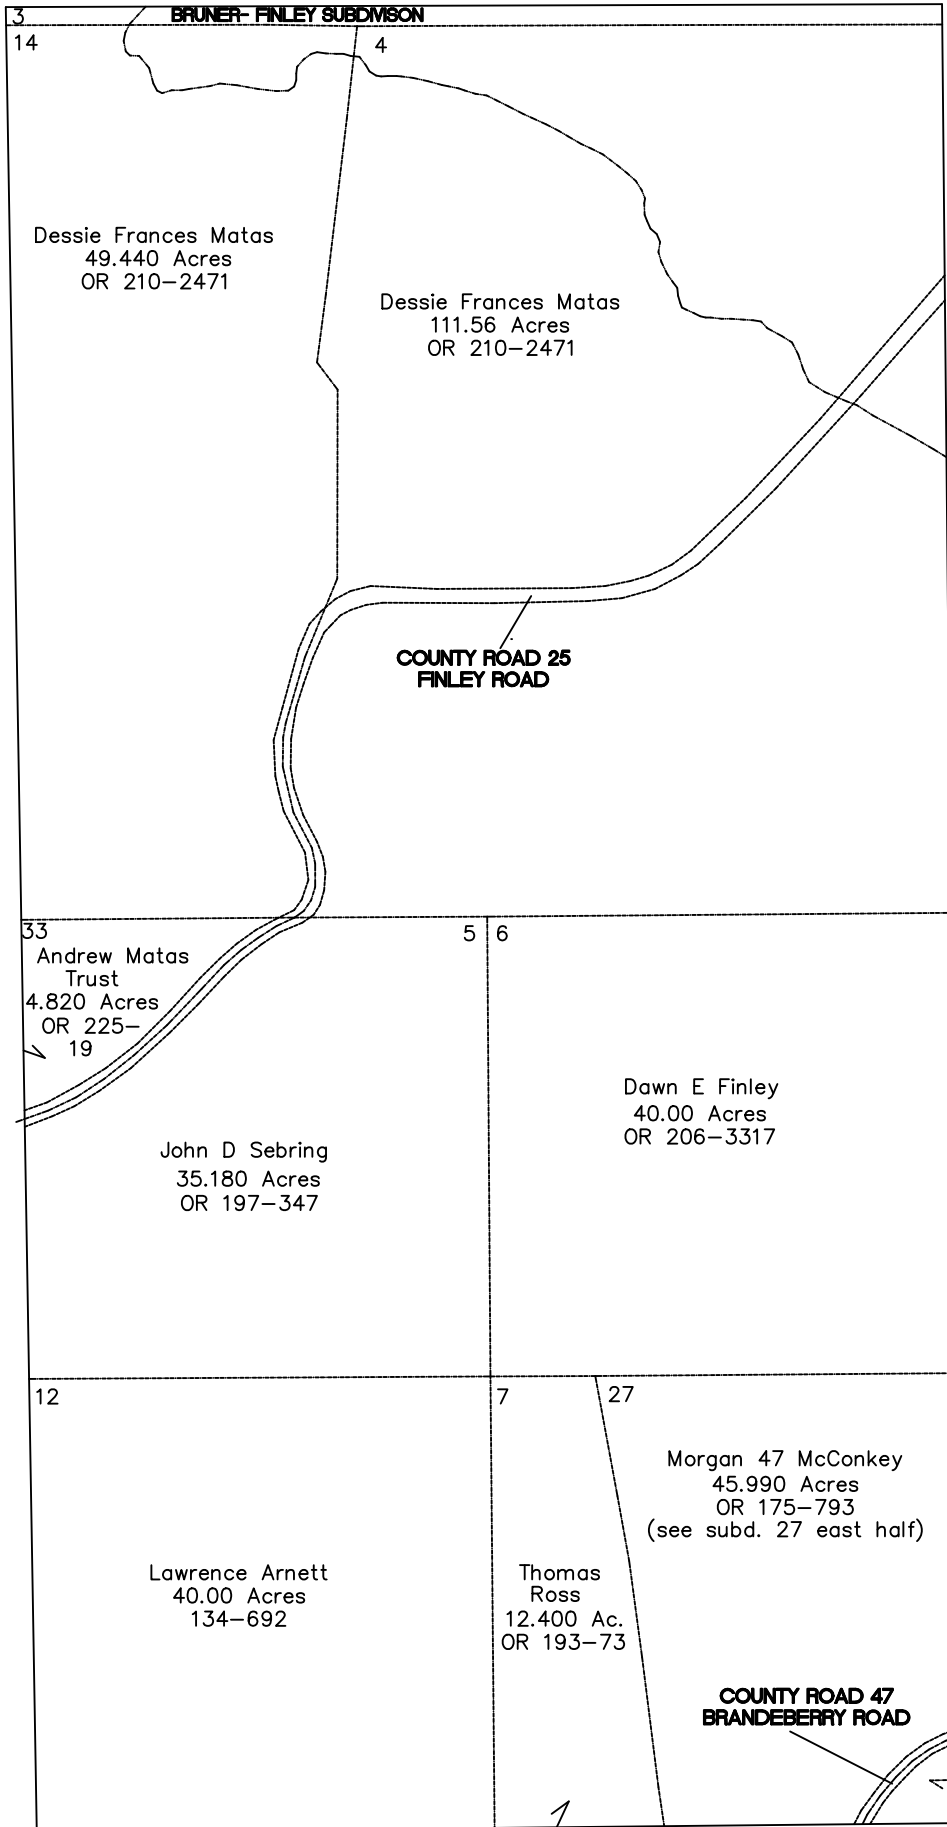 3
BRUNER- FINLEY SUBDIVISON
14
4
Dessie Frances Matas
49.440 Acres
OR 210-2471
Dessie Frances Matas
111.56 Acres
OR 210-2471
COUNTY ROAD 25
FINLEY ROAD
33
5
6
Andrew Matas
Trust
4.820 Acres
OR 225-
19
Dawn E Finley
40.00 Acres
OR 206-3317
John D Sebring
35.180 Acres
OR 197-347
12
7
27
Morgan 47 McConkey
45.990 Acres
OR 175-793
(see subd. 27 east half)
Lawrence Arnett
40.00 Acres
134-692
Thomas
Ross
12.400 Ac.
OR 193-73
COUNTY ROAD 47
BRANDEBERRY ROAD